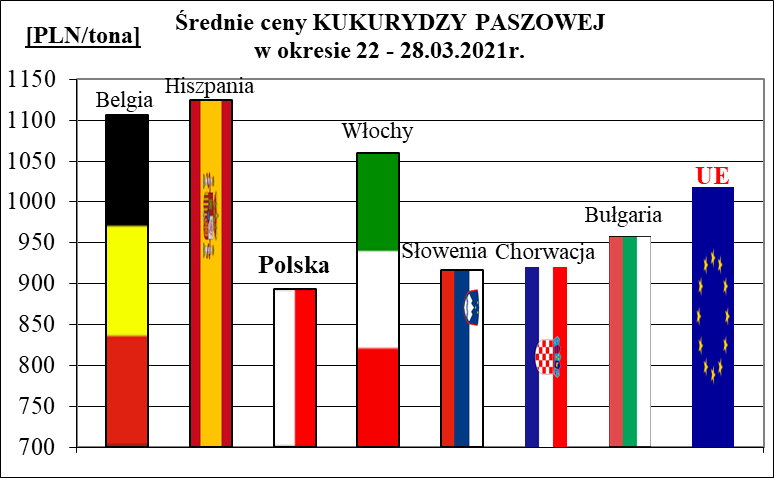 Średnie ceny KUKURYDZY PASZOWEJ
w okresie 22 - 28.03.2021r.
[PLN/tona]
1150
1100
1050
1000
950
900
850
800
750
700
Belgia
Hiszpania
Polska
Włochy
Słowenia
Chorwacja
Bułgaria
UE